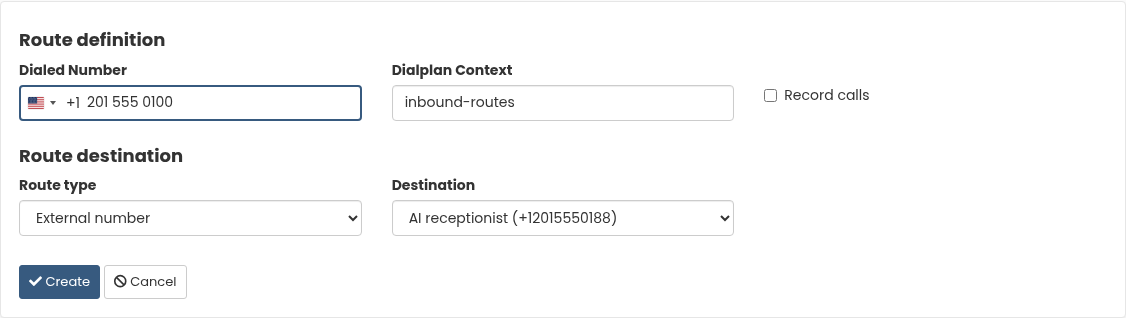 Route definition
Dialed Number
Dialplan Context
+1 201 555 0100
inbound-routes
Record calls
Route destination
Route type
Destination
External number
AI receptionist (+12015550188)
Create
Cancel